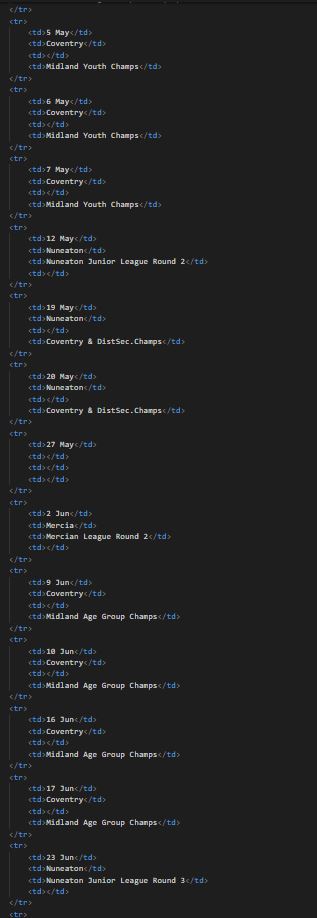 </tr>
<tr>
<td>5 May</td>
<td>Coventry</td>
<td></td>
<td>Midland Youth Champs</td>
</tr>
<tr>
<td>6 May</td>
<td>Coventry</td>
<td></td>
<td>Midland Youth Champs</td>
</tr>
<tr>
<td>7 May</td>
<td>Coventry</td>
<td></td>
<td>Midland Youth Champs</td>
</tr>
<tr>
<td>12 May</td>
<td>Nuneaton</td>
<td>Nuneaton Junior League Round 2</td>
<td></td>
</tr>
<tr>
<td>19 May</td>
<td>Nuneaton</td>
<td></td>
<td>Coventry & DistSec.Champs</td>
</tr>
<tr>
<td>20 May</td>
<td>Nuneaton</td>
<td></td>
<td>Coventry & DistSec.Champs</td>
</tr>
<tr>
<td>27 May</td>
<td></td>
<td></td>
<td></td>
</tr>
<tr>
<td>2 Jun</td>
<td>Mercia</td>
<td>Mercian League Round 2</td>
<td></td>
</tr>
<tr>
<td>9 Jun</td>
<td>Coventry</td>
<td></td>
<td>Midland Age Group Champs</td>
</tr>
<tr>
<td>10 Jun</td>
<td>Coventry</td>
<td></td>
<td>Midland Age Group Champs</td>
</tr>
<tr>
<td>16 Jun</td>
<td>Coventry</td>
<td></td>
<td>Midland Age Group Champs</td>
</tr>
<tr>
<td>17 Jun</td>
<td>Coventry</td>
<td></td>
<td>Midland Age Group Champs</td>
</tr>
<tr>
<td>23 Jun</td>
<td>Nuneaton</td>
<td>Nuneaton Junior League Round 3</td>
<td></td>
</tr>
<tr>